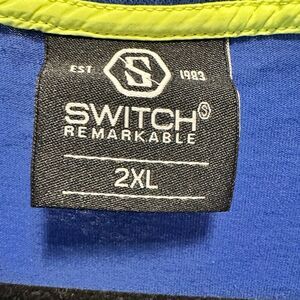 EST S 1983
SWITCH S
REMARKABLE
2XL